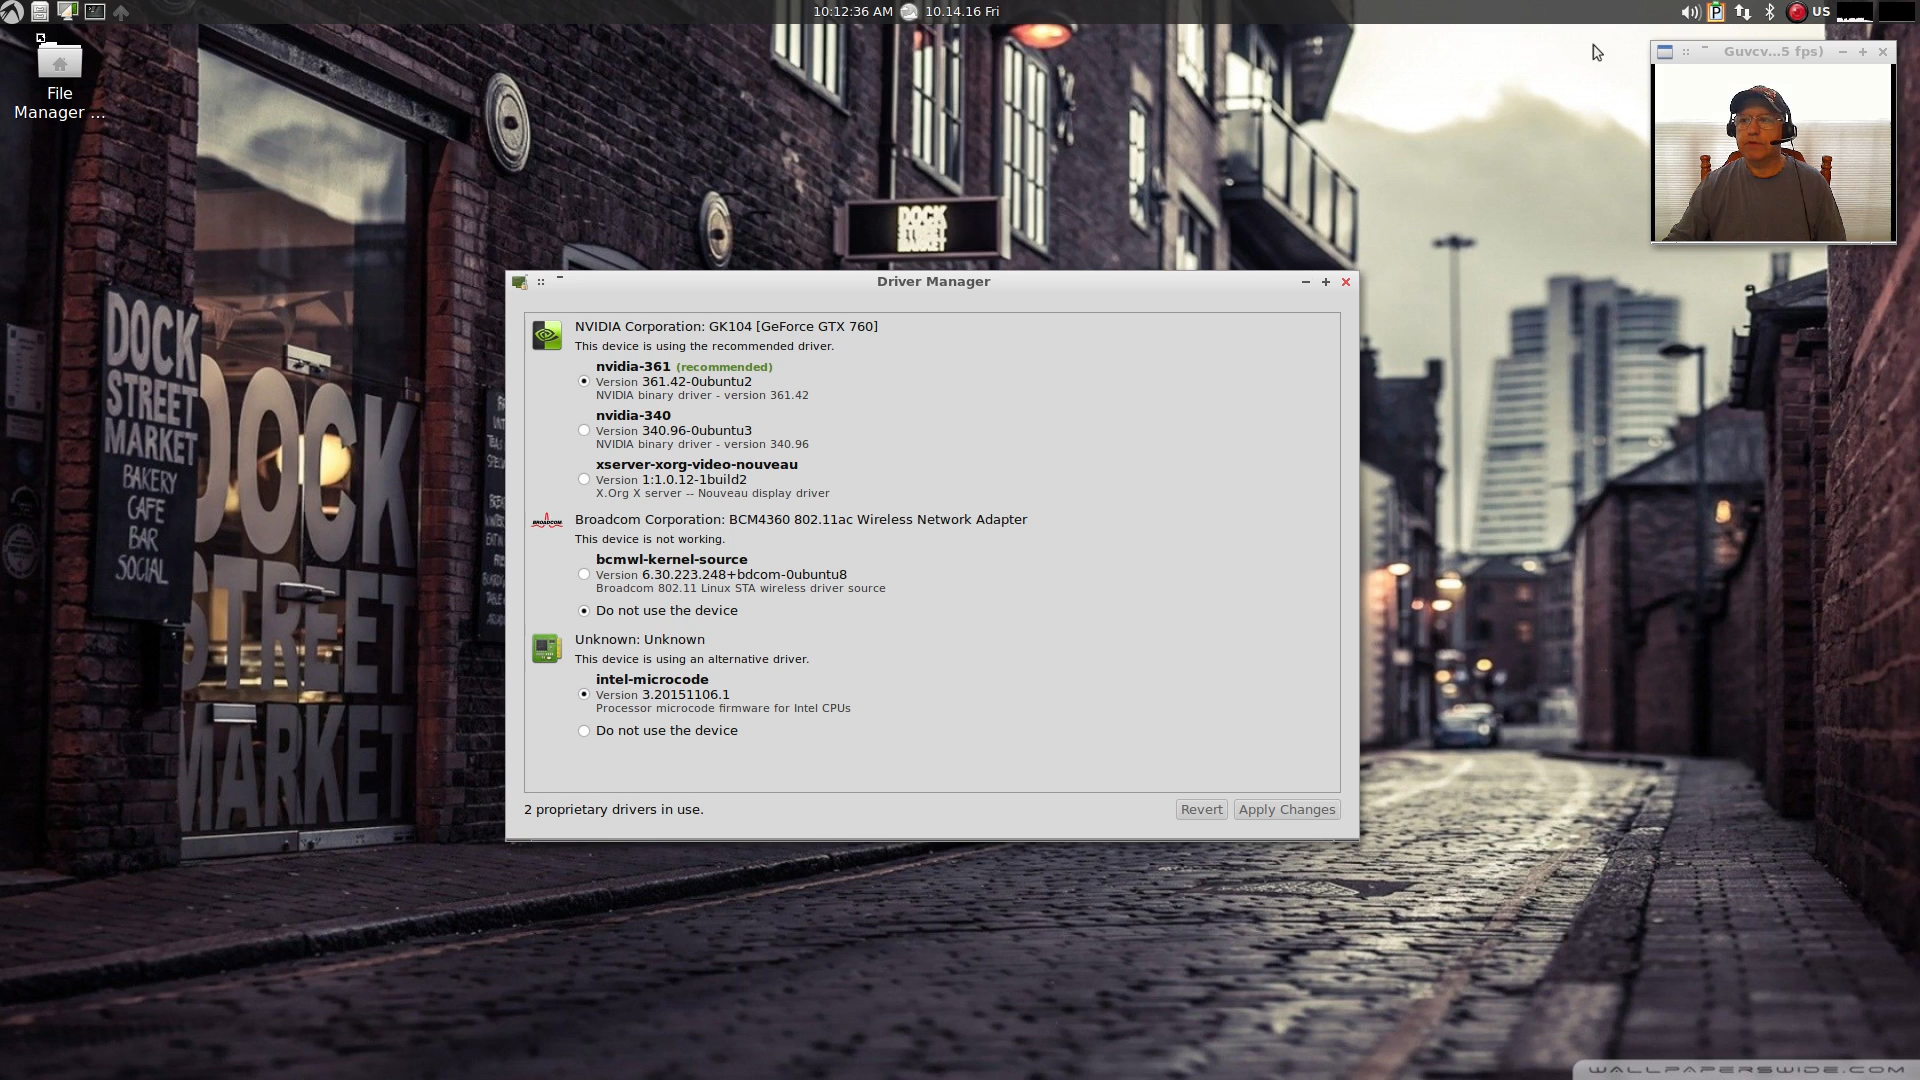 10:12:36 AM 10.14.16 Fri
US
File
Manager ...
Guvcv...5 fps)
DOCK
STREET
MARKET
DOCK
STREET
MARKET
BAKERY
CAFE
BAR
SOCIAL
DOCK
STREET
MARKET
Driver Manager
NVIDIA Corporation: GK104 [GeForce GTX 760]
This device is using the recommended driver.
nvidia-361 (recommended)
Version 361.42-0ubuntu2
NVIDIA binary driver - version 361.42
nvidia-340
Version 340.96-0ubuntu3
NVIDIA binary driver - version 340.96
xserver-xorg-video-nouveau
Version 1:1.0.12-1build2
X.Org X server -- Nouveau display driver
BROADCOM
Broadcom Corporation: BCM4360 802.11ac Wireless Network Adapter
This device is not working.
bcmwl-kernel-source
Version 6.30.223.248+bdcom-0ubuntu8
Broadcom 802.11 Linux STA wireless driver source
Do not use the device
Unknown: Unknown
This device is using an alternative driver.
intel-microcode
Version 3.20151106.1
Processor microcode firmware for Intel CPUs
Do not use the device
2 proprietary drivers in use.
Revert
Apply Changes
WALLPAPERSWIDE.COM